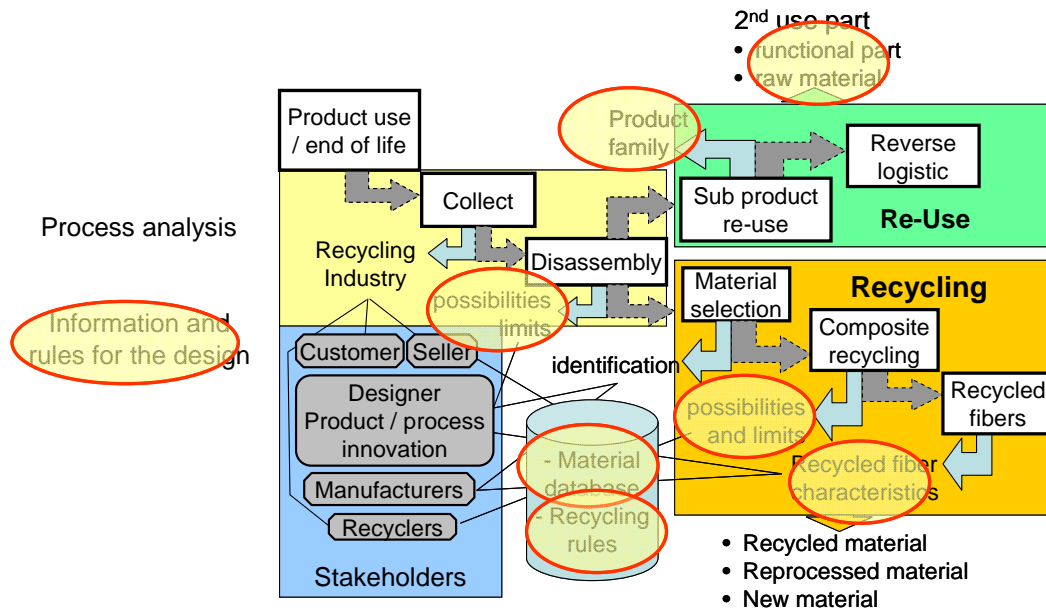 2nd use part
• functional part
• raw material
Product use
/ end of life
Product
family
Reverse
logistic
Collect
Sub product
re-use
Re-Use
Process analysis
Recycling
Industry
Disassembly
Material
selection
Recycling
possibilities
limits
Information and
rules for the design
Customer
Seller
identification
Composite
recycling
Designer
Product / process
innovation
possibilities
and limits
Recycled
fibers
- Material
database
Recycled fiber
characteristics
Manufacturers
- Recycling
rules
Recyclers
Stakeholders
• Recycled material
• Reprocessed material
• New material